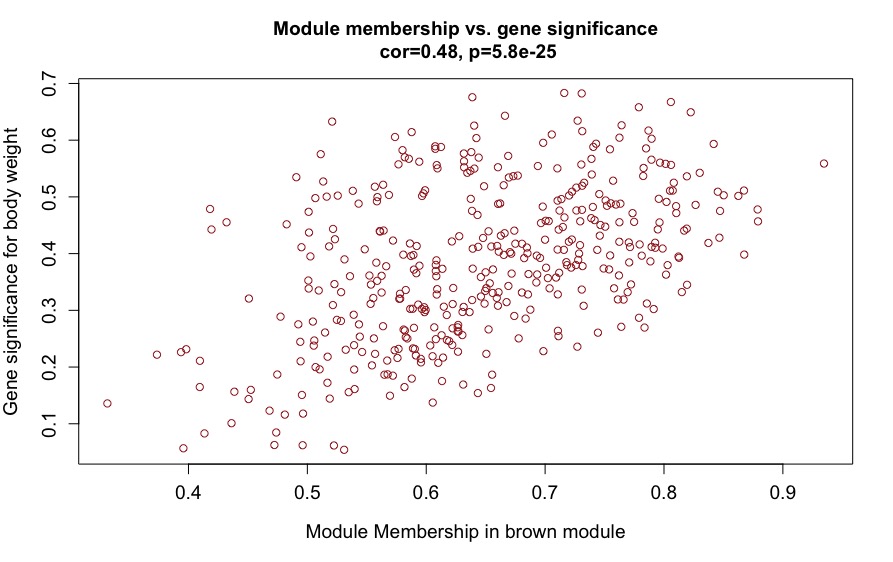 Module membership vs. gene significance
cor=0.48, p=5.8e-25
Gene significance for body weight
0.7
0.6
0.5
0.4
0.3
0.2
0.1
0.4 0.5 0.6 0.7 0.8 0.9
Module Membership in brown module